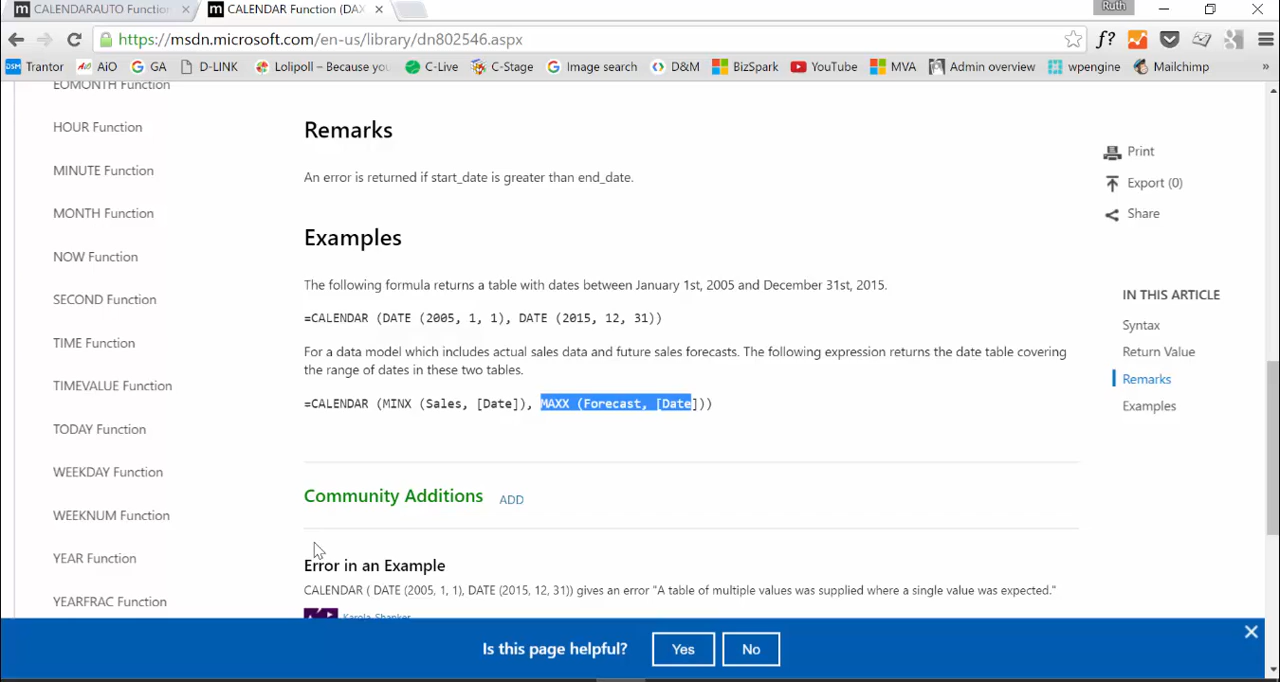 CALENDARAUTO Function
CALENDAR Function (DAX
Ruth
https://msdn.microsoft.com/en-us/library/dn802546.aspx
f?
DSM Trantor
AiO
GA
D-LINK
Lolipoll – Because you
C-Live
C-Stage
Image search
D&M
BizSpark
YouTube
MVA
Admin overview
wpengine
Mailchimp
»
EOMONTH Function
HOUR Function
MINUTE Function
MONTH Function
NOW Function
SECOND Function
TIME Function
TIMEVALUE Function
TODAY Function
WEEKDAY Function
WEEKNUM Function
YEAR Function
YEARFRAC Function
Remarks
An error is returned if start_date is greater than end_date.
Examples
The following formula returns a table with dates between January 1st, 2005 and December 31st, 2015.
=CALENDAR (DATE (2005, 1, 1), DATE (2015, 12, 31))
For a data model which includes actual sales data and future sales forecasts. The following expression returns the date table covering
the range of dates in these two tables.
=CALENDAR (MINX (Sales, [Date]), MAXX (Forecast, [Date]))
Community Additions ADD
Error in an Example
CALENDAR ( DATE (2005, 1, 1), DATE (2015, 12, 31)) gives an error "A table of multiple values was supplied where a single value was expected."
Karola Shanker
Print
Export (0)
Share
IN THIS ARTICLE
Syntax
Return Value
Remarks
Examples
Is this page helpful? Yes No